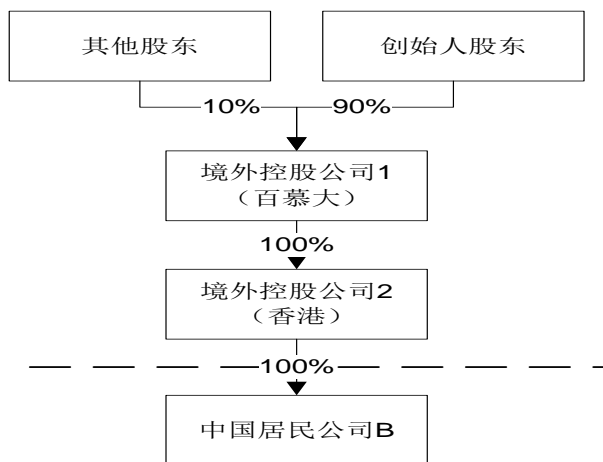 其他股东
创始人股东
10%
90%
境外控股公司1
（百慕大）
100%
境外控股公司2
（香港）
100%
中国居民公司B